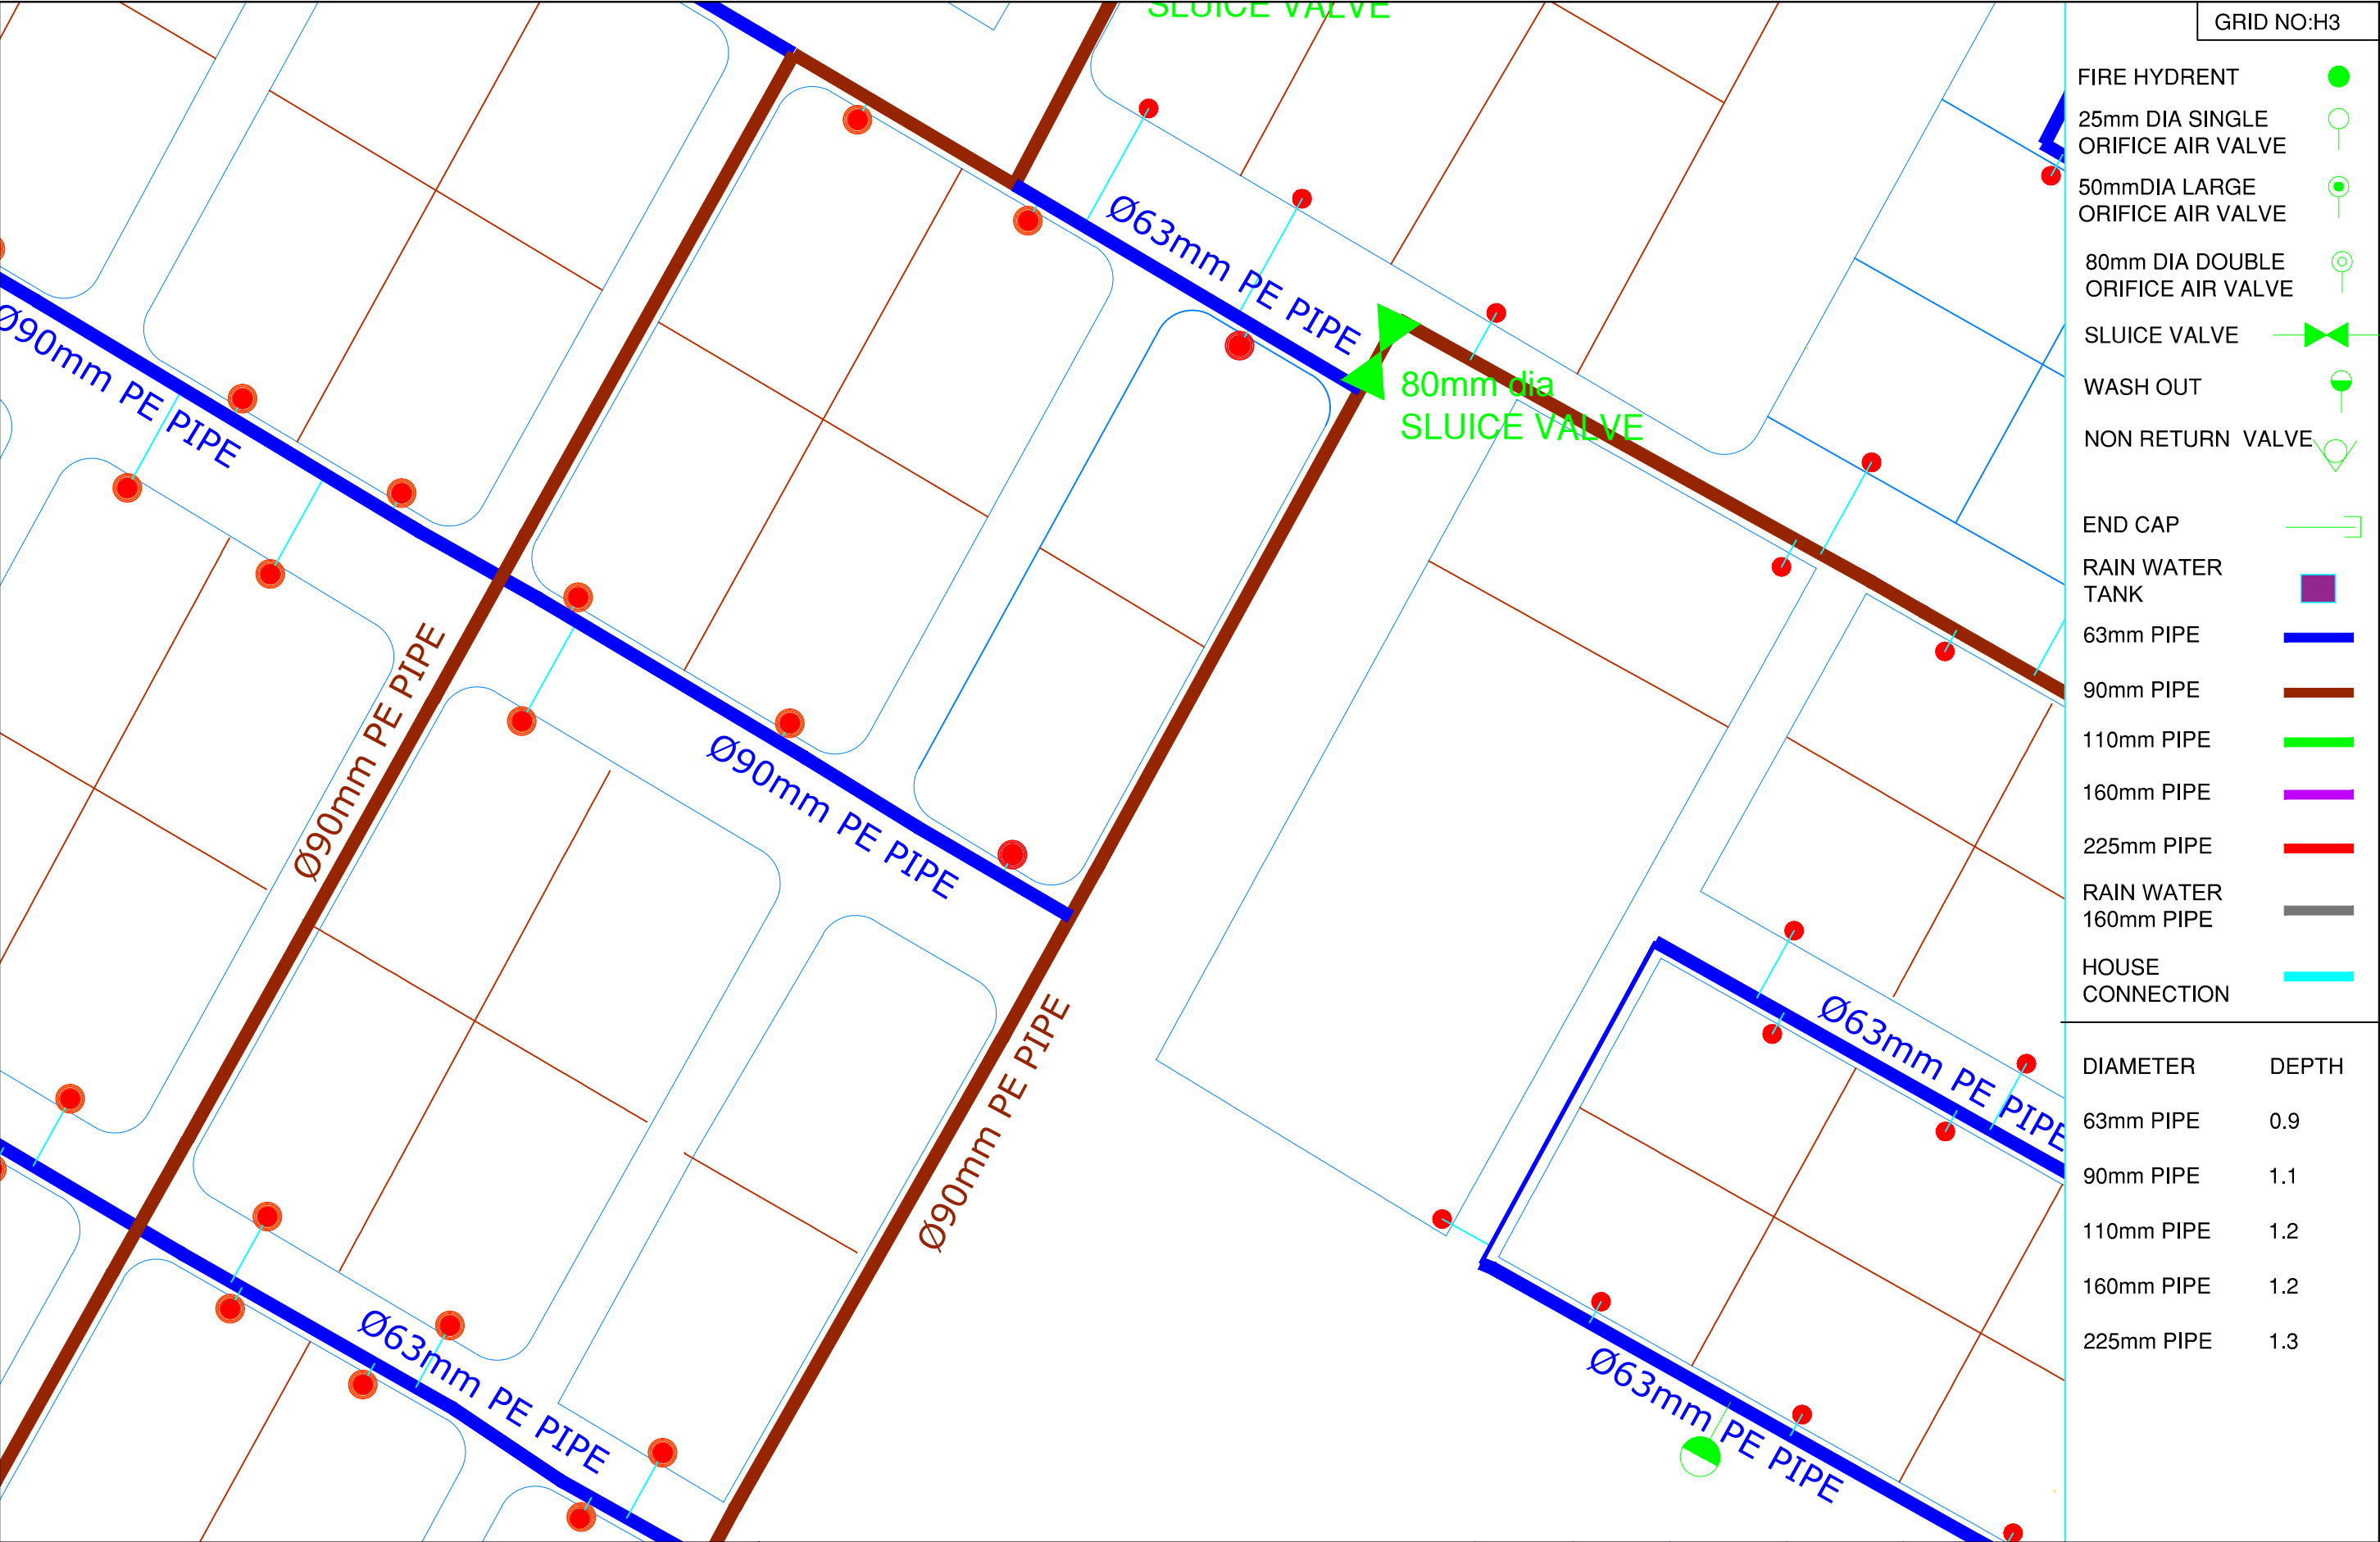 SLUICE VALVE
Ø63mm PE PIPE
80mm dia
SLUICE VALVE
Ø90mm PE PIPE
Ø90mm PE PIPE
Ø90mm PE PIPE
Ø90mm PE PIPE
Ø63mm PE PIPE
Ø63mm PE PIPE
Ø63mm PE PIPE
GRID NO:H3
FIRE HYDRENT
25mm DIA SINGLE
ORIFICE AIR VALVE
50mmDIA LARGE
ORIFICE AIR VALVE
80mm DIA DOUBLE
ORIFICE AIR VALVE
SLUICE VALVE
WASH OUT
NON RETURN VALVE
END CAP
RAIN WATER
TANK
63mm PIPE
90mm PIPE
110mm PIPE
160mm PIPE
225mm PIPE
RAIN WATER
160mm PIPE
HOUSE
CONNECTION
DIAMETER DEPTH
63mm PIPE 0.9
90mm PIPE 1.1
110mm PIPE 1.2
160mm PIPE 1.2
225mm PIPE 1.3